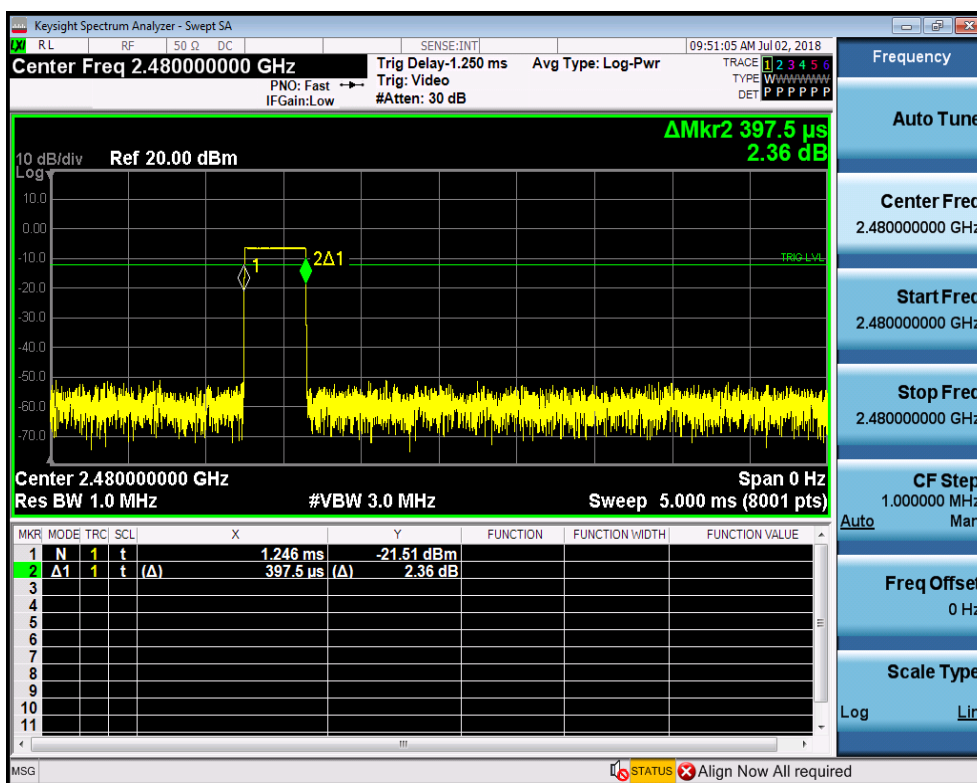 Keysight Spectrum Analyzer - Swept SA
LXI RL RF 50 Ω DC SENSE:INT 09:51:05 AM Jul 02, 2018
Center Freq 2.480000000 GHz
PNO: Fast
IFGain:Low
Trig Delay-1.250 ms
Trig: Video
#Atten: 30 dB
Avg Type: Log-Pwr
TRACE 1 2 3 4 5 6
TYPE WWWWWWW
DET P P P P P P
ΔMkr2 397.5 µs
2.36 dB
10 dB/div Ref 20.00 dBm
Log
10.0
0.00
-10.0
-20.0
-30.0
-40.0
-50.0
-60.0
-70.0
1
2Δ1
TRIG LVL
Center 2.480000000 GHz Span 0 Hz
Res BW 1.0 MHz #VBW 3.0 MHz Sweep 5.000 ms (8001 pts)
MKR MODE TRC SCL X Y FUNCTION FUNCTION WIDTH FUNCTION VALUE
1 N 1 t 1.246 ms -21.51 dBm
2 Δ1 1 t (Δ) 397.5 µs (Δ) 2.36 dB
3
4
5
6
7
8
9
10
11
MSG STATUS Align Now All required
Frequency
Auto Tune
Center Freq
2.480000000 GHz
Start Freq
2.480000000 GHz
Stop Freq
2.480000000 GHz
CF Step
1.000000 MHz
Auto Man
Freq Offset
0 Hz
Scale Type
Log Lin